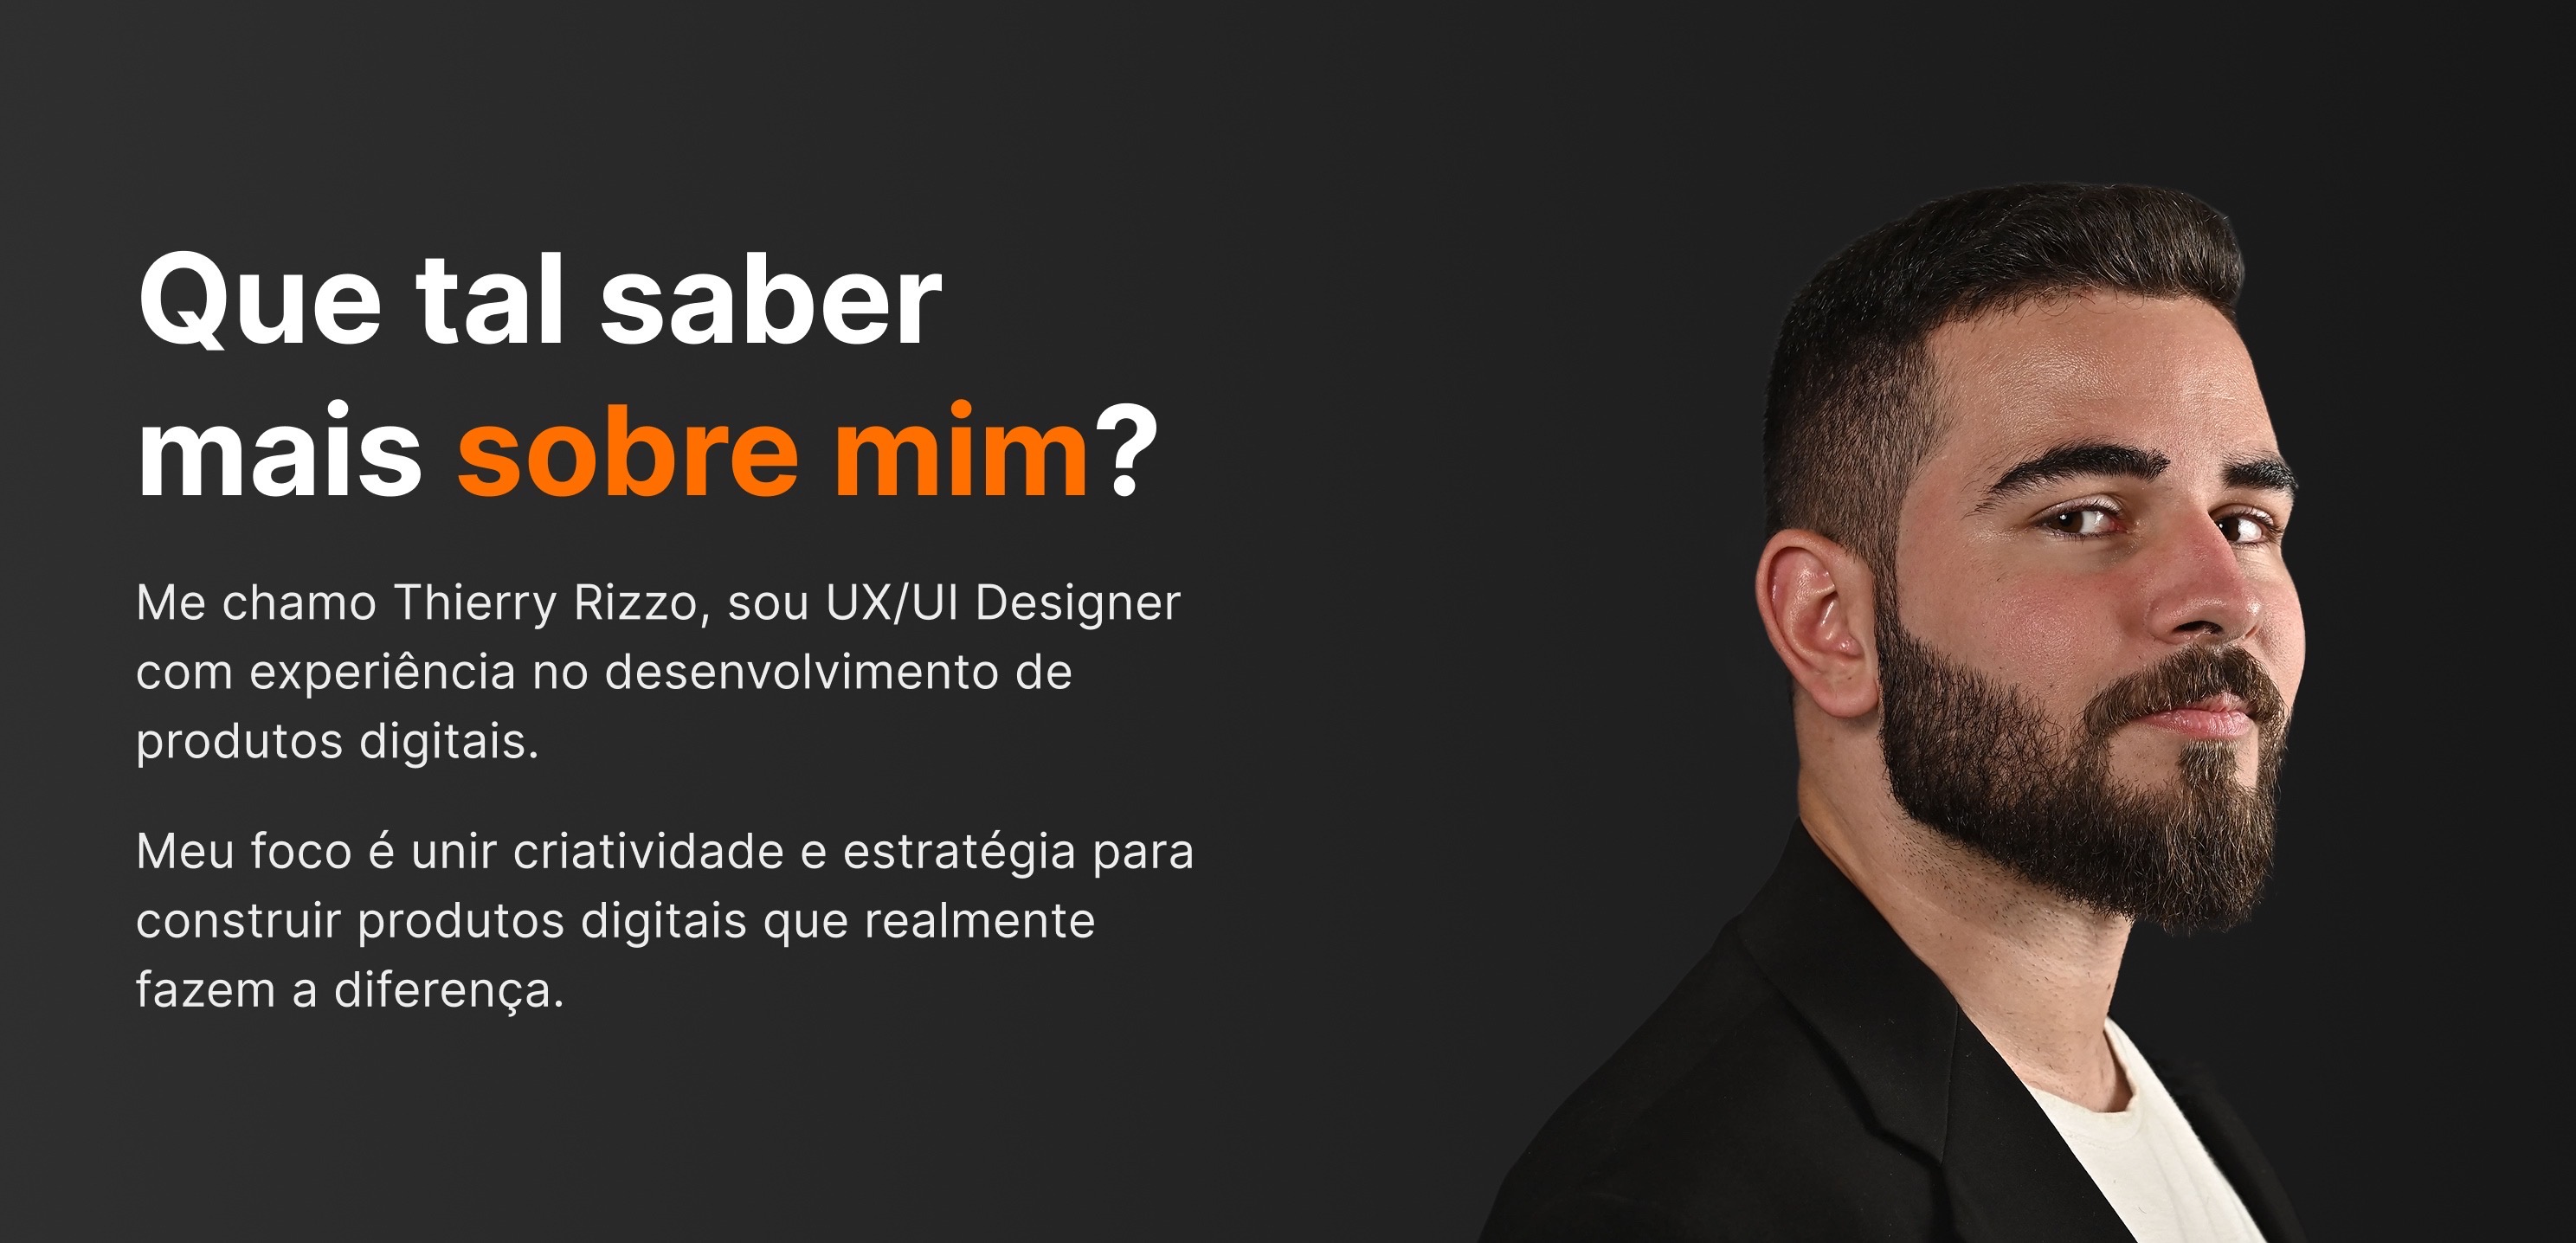 Que tal saber
mais sobre mim?
Me chamo Thierry Rizzo, sou UX/UI Designer
com experiência no desenvolvimento de
produtos digitais.
Meu foco é unir criatividade e estratégia para
construir produtos digitais que realmente
fazem a diferença.